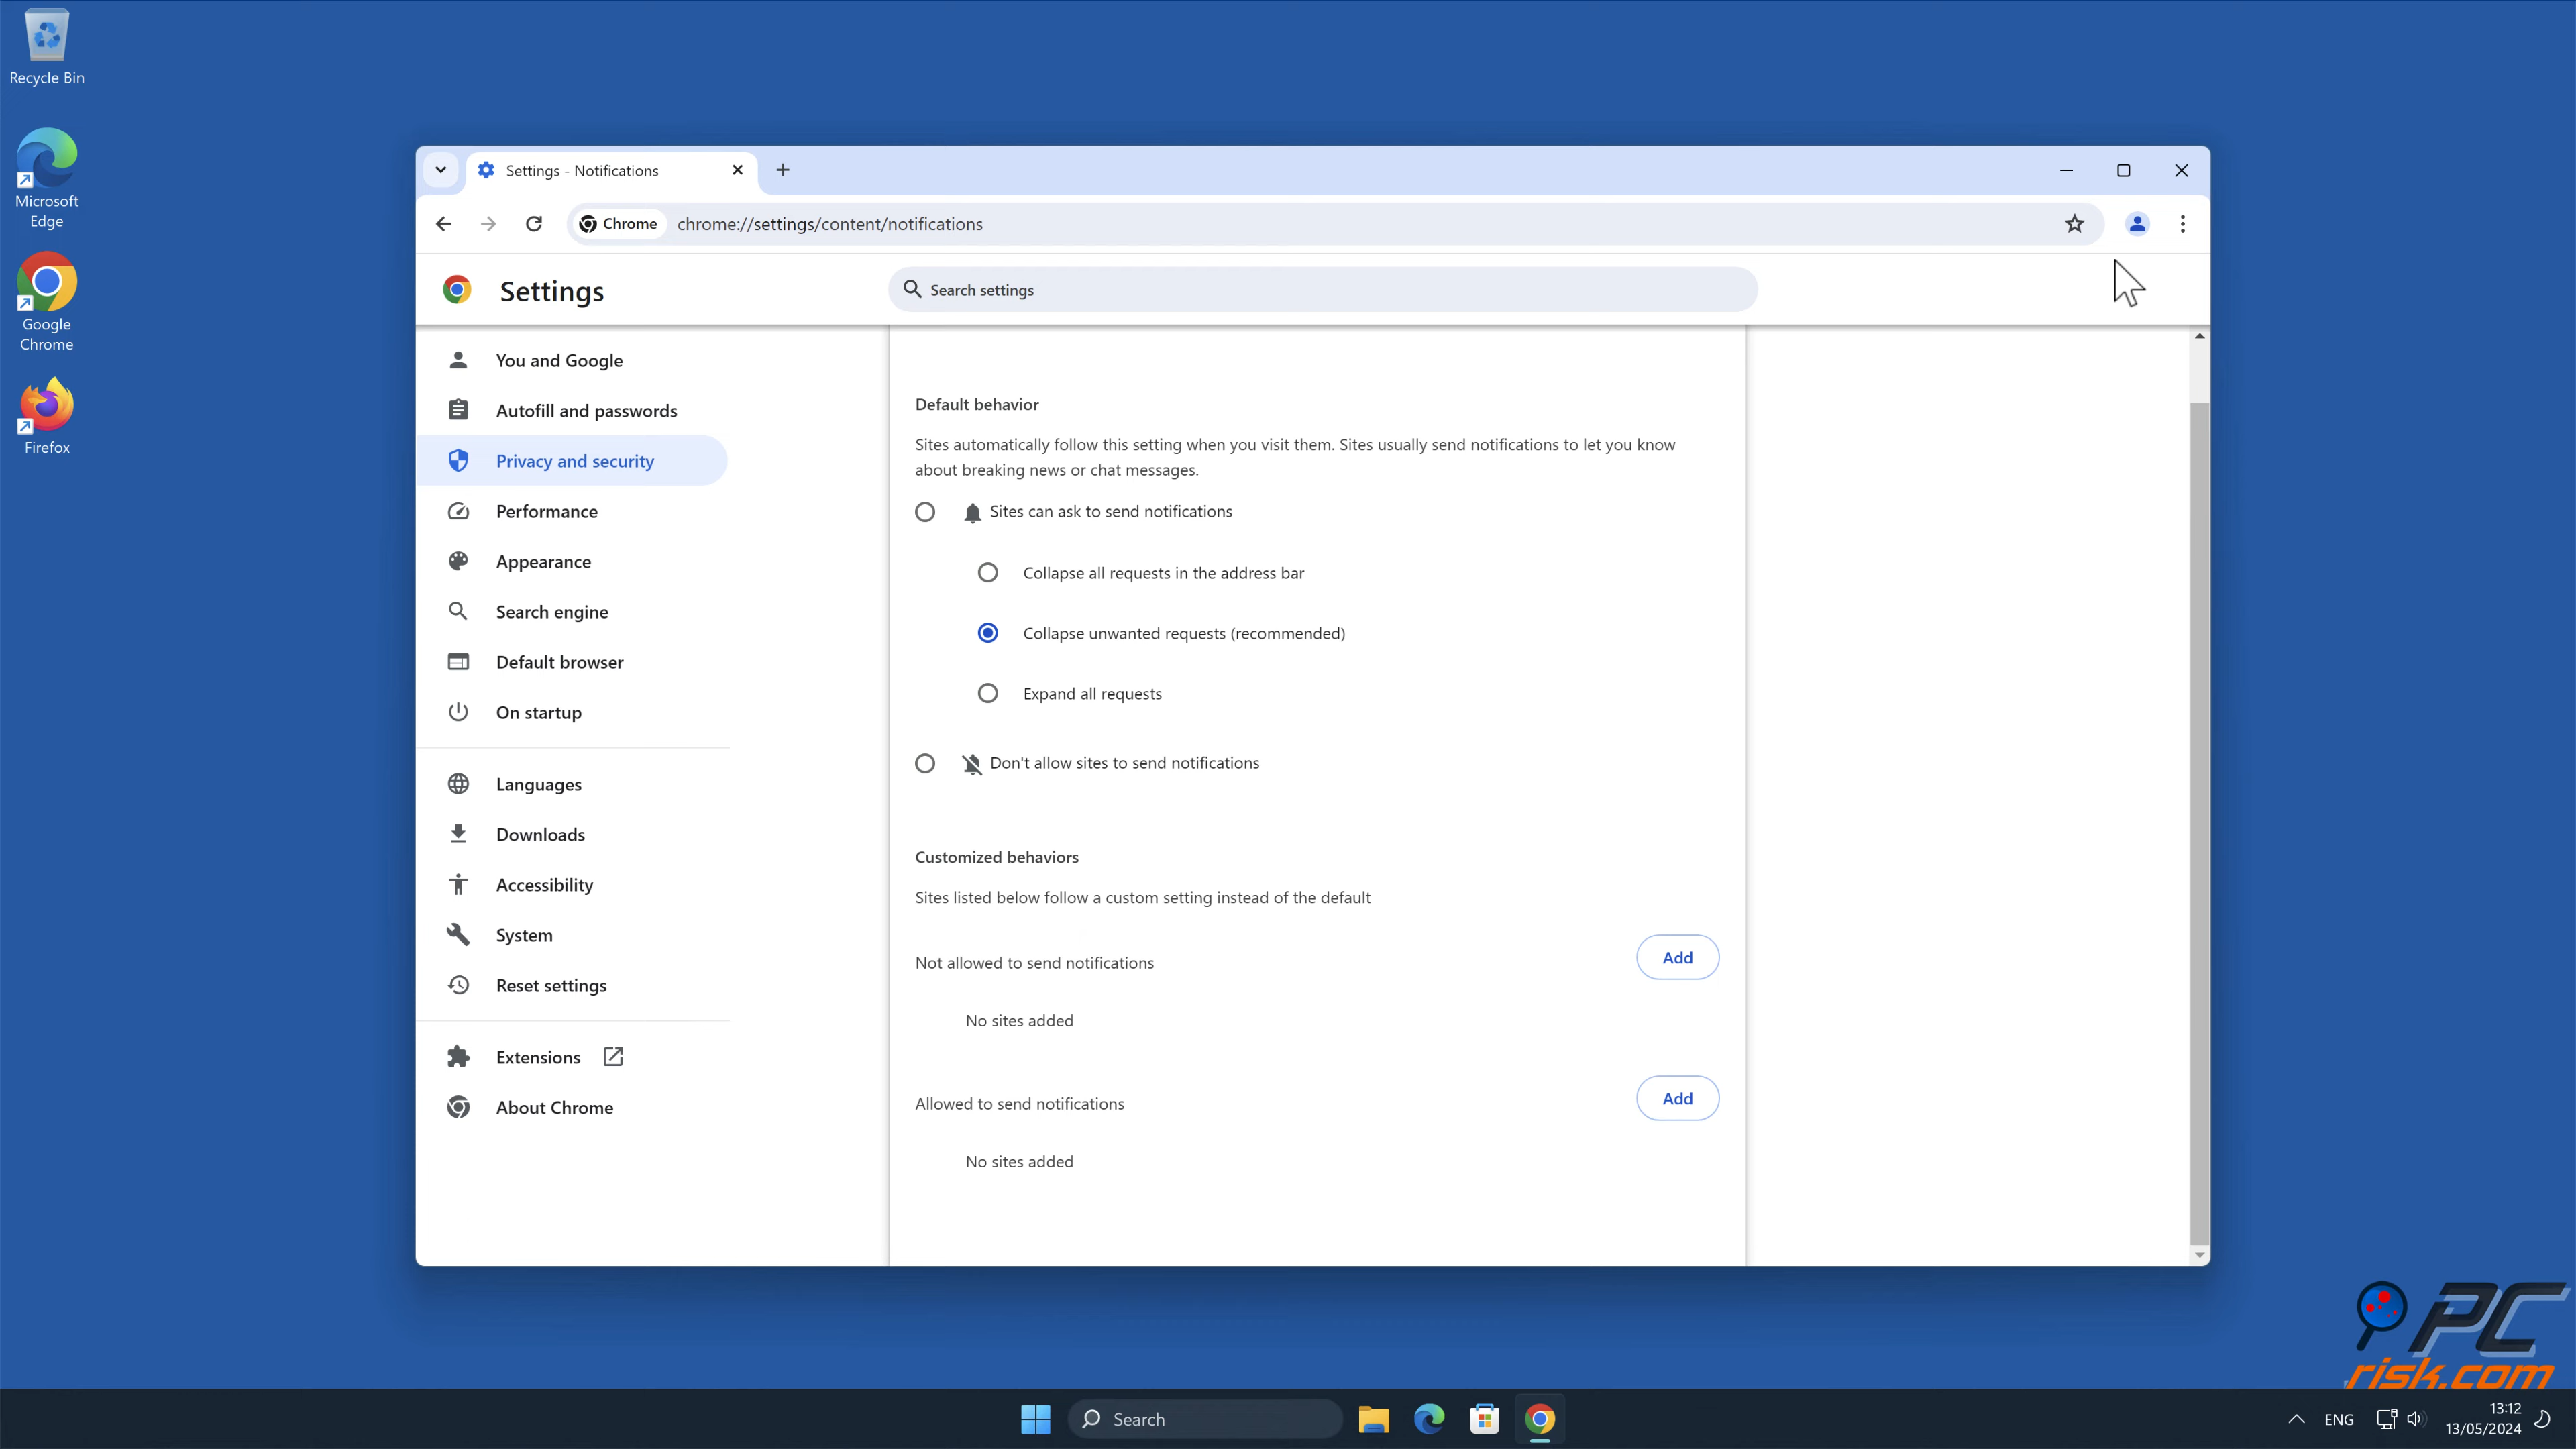 Recycle Bin
Microsoft
Edge
Google
Chrome
Firefox
Settings - Notifications
Chrome
chrome://settings/content/notifications
Settings
Search settings
You and Google
Autofill and passwords
Privacy and security
Performance
Appearance
Search engine
Default browser
On startup
Languages
Downloads
Accessibility
System
Reset settings
Extensions
About Chrome
Default behavior
Sites automatically follow this setting when you visit them. Sites usually send notifications to let you know
about breaking news or chat messages.
Sites can ask to send notifications
Collapse all requests in the address bar
Collapse unwanted requests (recommended)
Expand all requests
Don't allow sites to send notifications
Customized behaviors
Sites listed below follow a custom setting instead of the default
Not allowed to send notifications
Add
No sites added
Allowed to send notifications
Add
No sites added
PC
risk.com
Search
ENG
13:12
13/05/2024